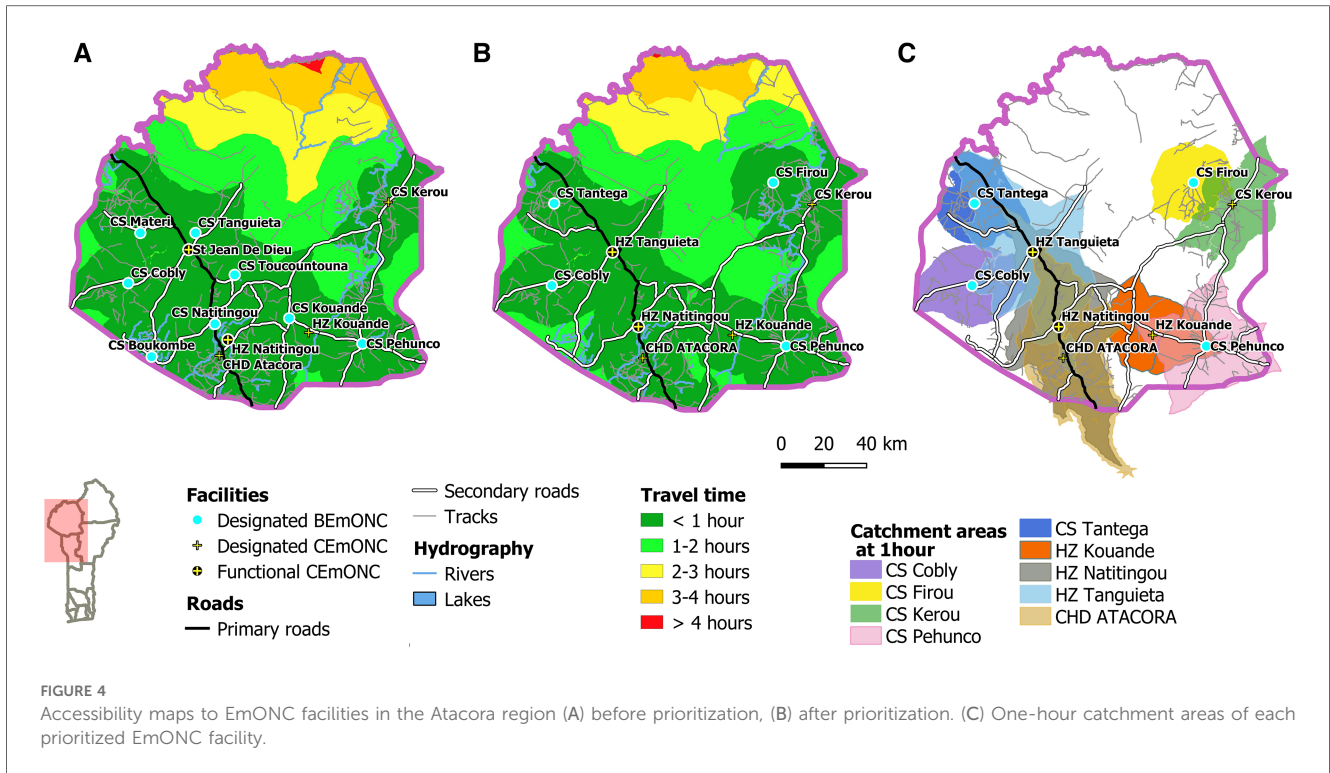 A
CS Kerou
CS Materi
CS Tanguieta
St Jean De Dieu
CS Toucountouna
CS Cobly
CS Natitingou
CS Kouande
HZ Kouande
CS Boukombe
HZ Natitingou
CS Pehunco
CHD Atacora
B
CS Firou
CS Tantega
CS Kerou
HZ Tanguieta
CS Cobly
HZ Natitingou
HZ Kouande
CHD ATACORA
CS Pehunco
C
CS Firou
CS Tantega
CS Kerou
HZ Tanguieta
CS Cobly
HZ Natitingou
HZ Kouande
CHD ATACORA
CS Pehunco
0 20 40 km
Facilities
Designated BEmONC
Designated CEmONC
Functional CEmONC
Roads
Primary roads
Secondary roads
Tracks
Hydrography
Rivers
Lakes
Travel time
< 1 hour
1-2 hours
2-3 hours
3-4 hours
> 4 hours
Catchment areas
at 1hour
CS Cobly
CS Firou
CS Kerou
CS Pehunco
CS Tantega
HZ Kouande
HZ Natitingou
HZ Tanguieta
CHD ATACORA
FIGURE 4
Accessibility maps to EmONC facilities in the Atacora region (A) before prioritization, (B) after prioritization. (C) One-hour catchment areas of each
prioritized EmONC facility.